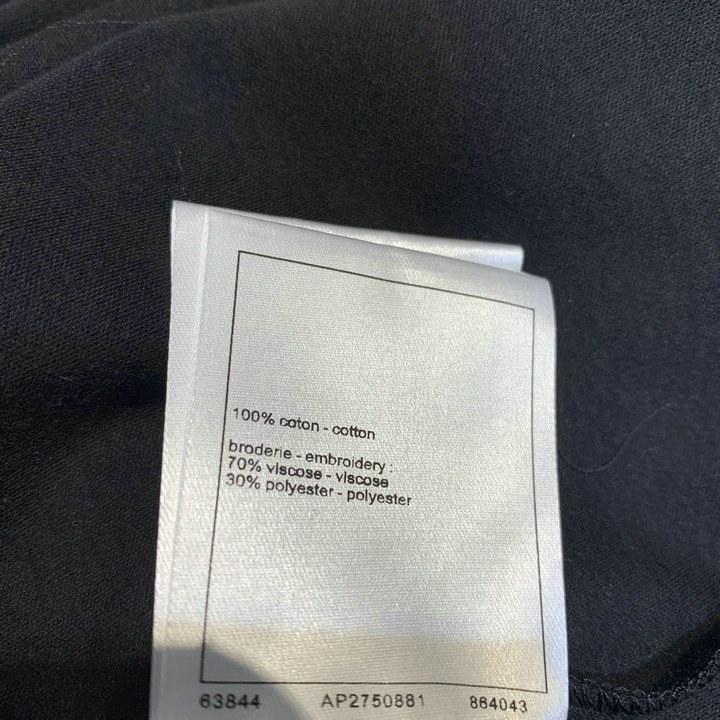 100% coton - cotton
broderie - embroidery :
70% viscose - viscose
30% polyester - polyester
63844 AP2750881 864043